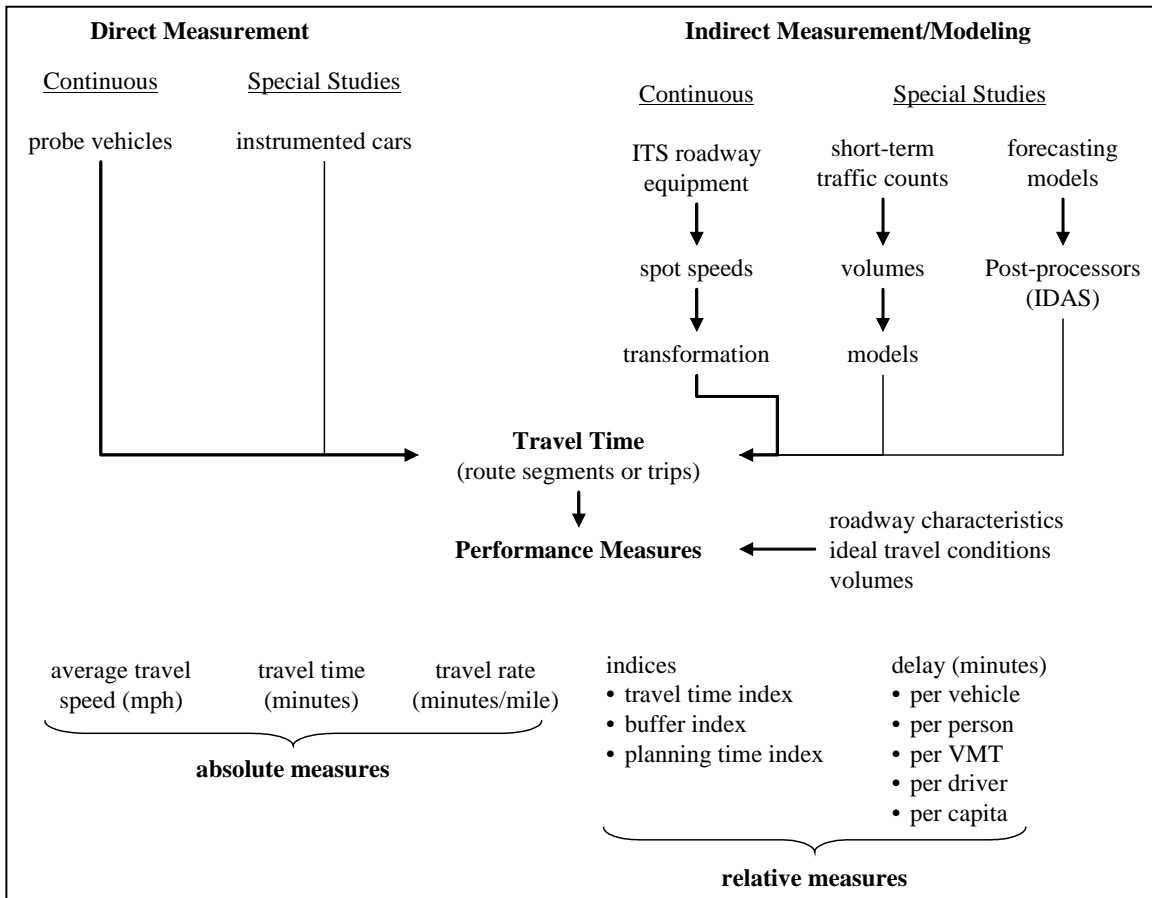 Direct Measurement
Indirect Measurement/Modeling
Continuous
Special Studies
Continuous
Special Studies
probe vehicles
instrumented cars
ITS roadway
equipment
short-term
traffic counts
forecasting
models
spot speeds
volumes
Post-processors
(IDAS)
transformation
models
Travel Time
(route segments or trips)
Performance Measures
roadway characteristics
ideal travel conditions
volumes
average travel
speed (mph)
travel time
(minutes)
travel rate
(minutes/mile)
absolute measures
indices
• travel time index
• buffer index
• planning time index
delay (minutes)
• per vehicle
• per person
• per VMT
• per driver
• per capita
relative measures